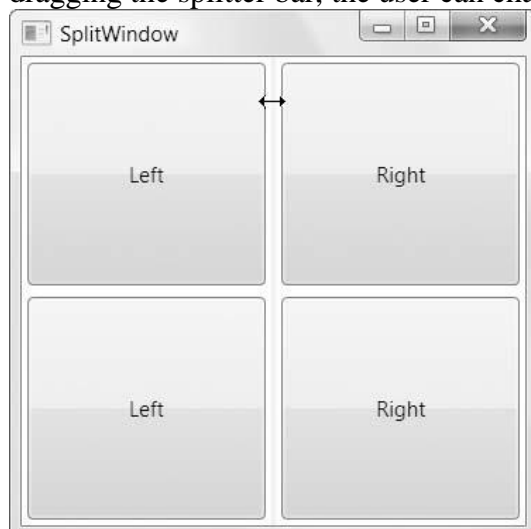 dragging the splitter bar, the user can
SplitWindow
Left Right
Left Right